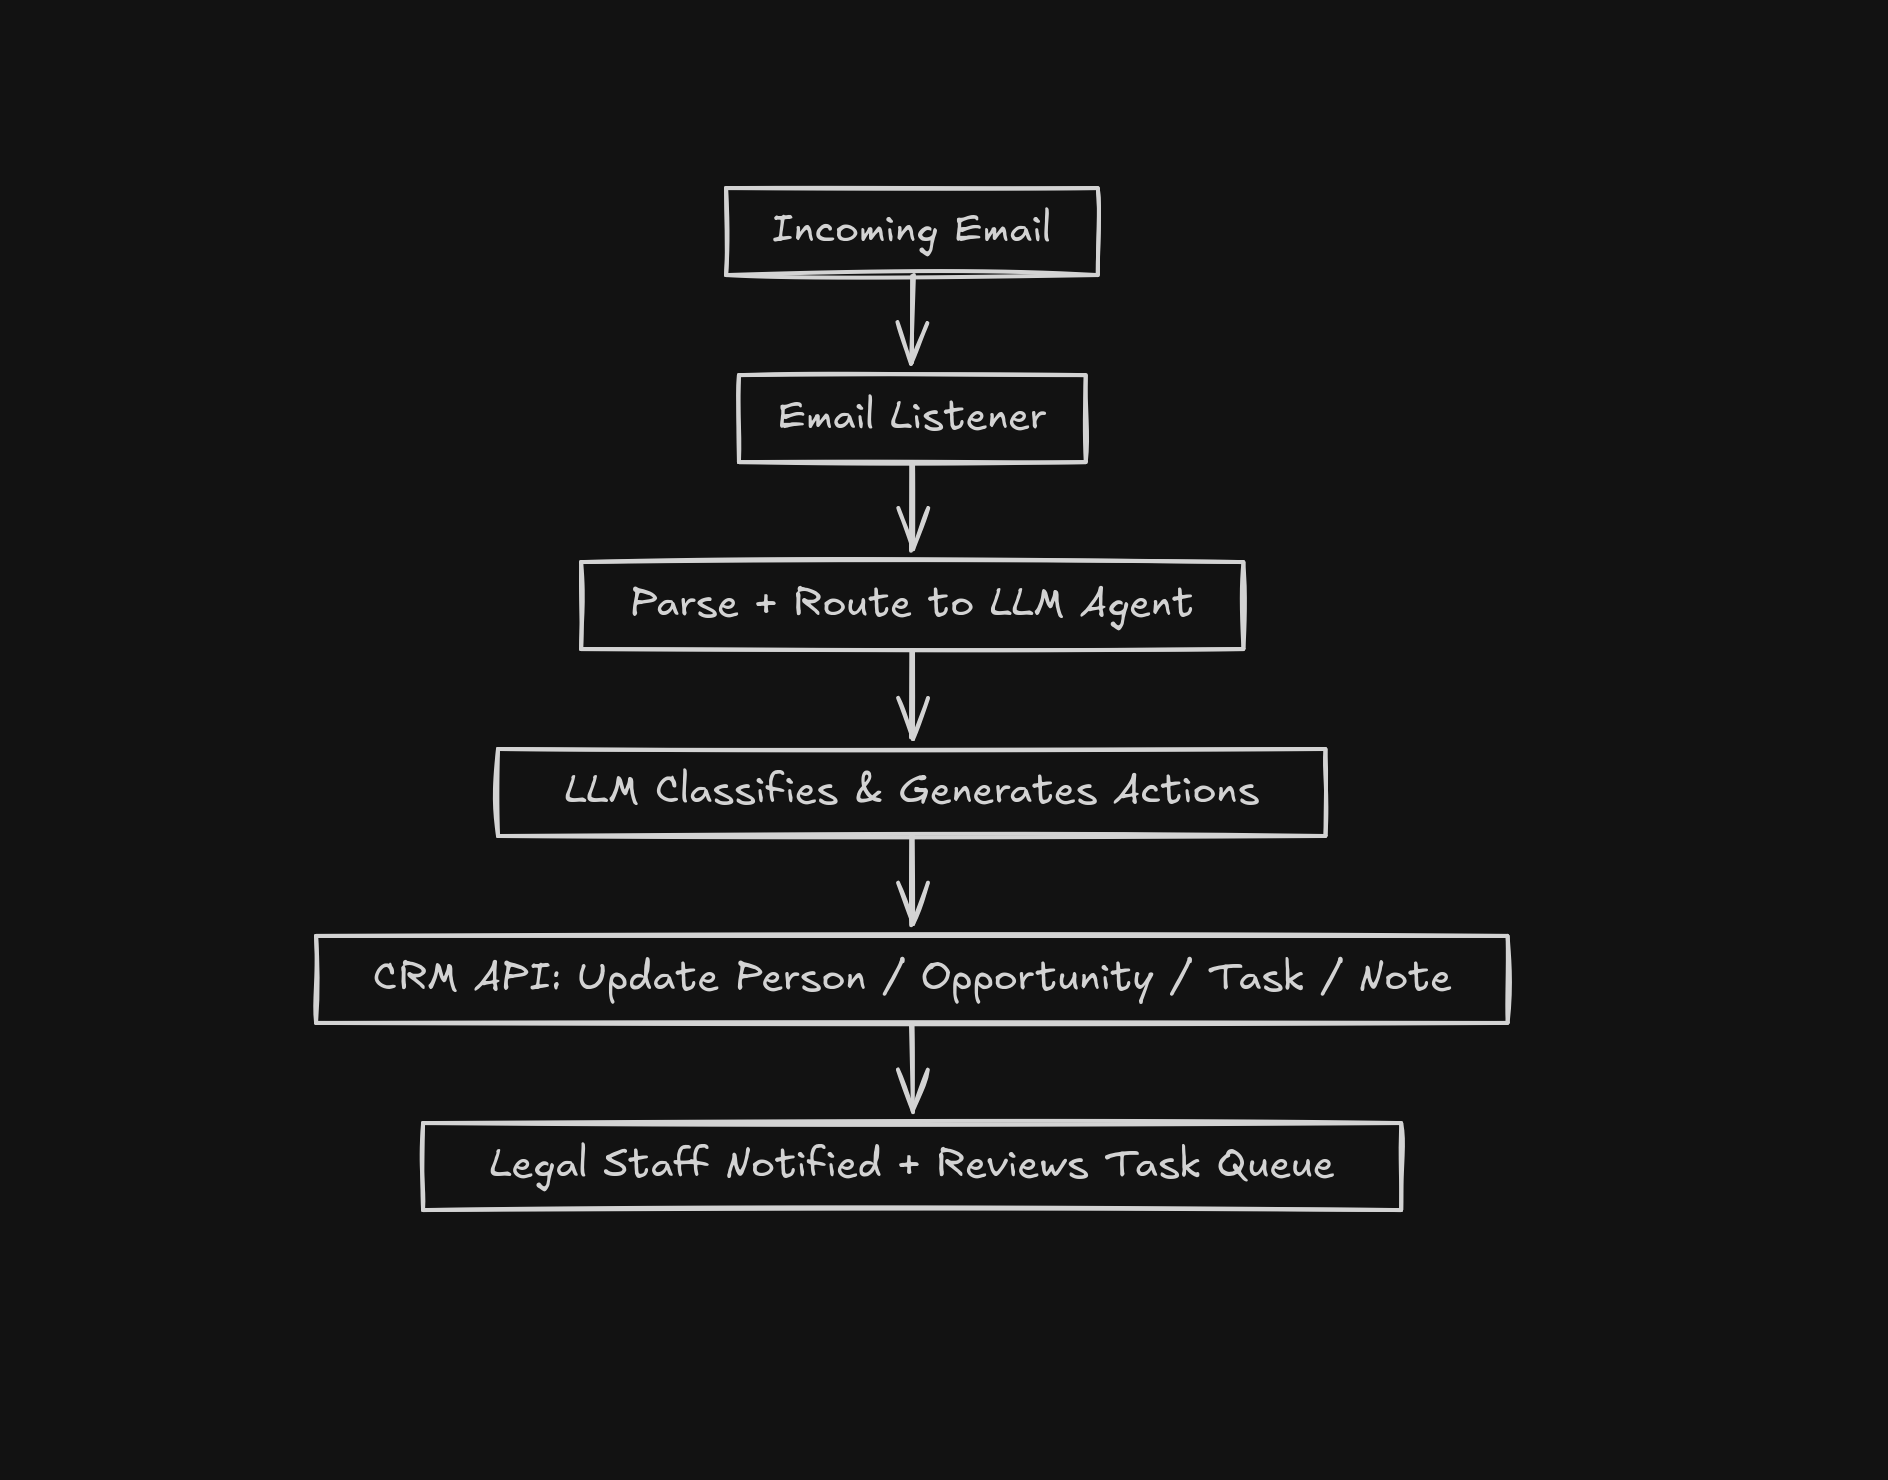 Incoming Email
Email Listener
Parse + Route to LLM Agent
LLM Classifies & Generates Actions
CRM API: Update Person / Opportunity / Task / Note
Legal Staff Notified + Reviews Task Queue